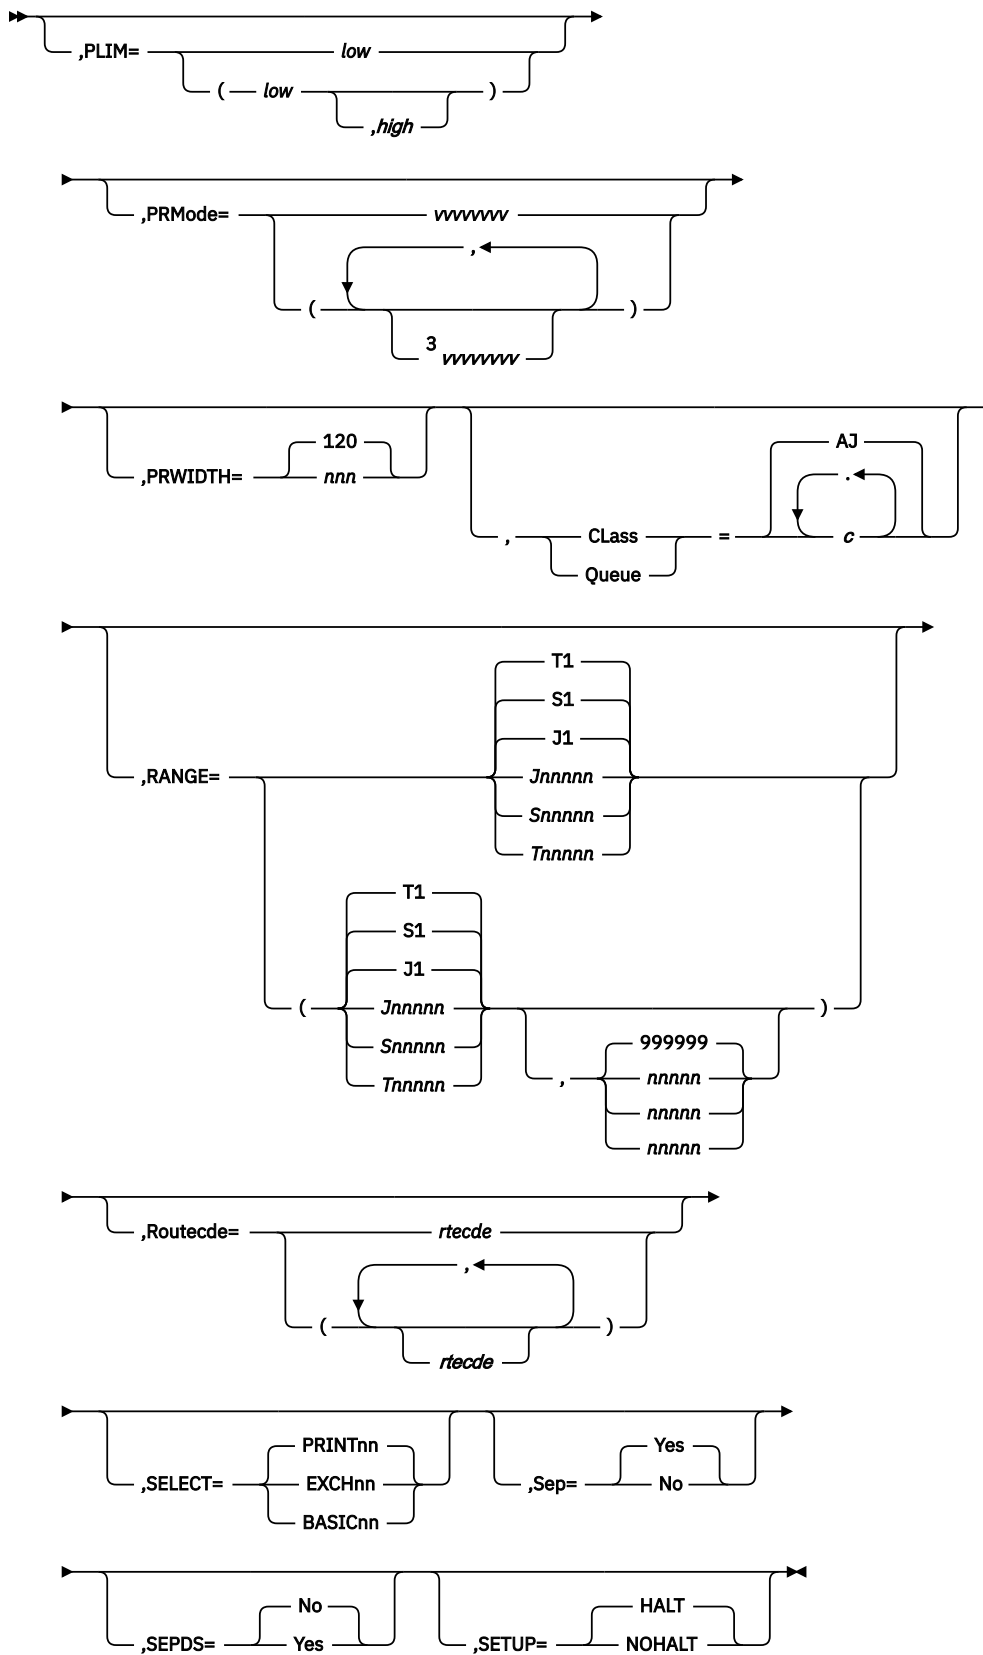 ,PLIM= low
( low )
,high
,PRMode= vvvvvvvv
,
( )
3 vvvvvvvv
120 AJ
,PRWIDTH= nnn .
, CLass = c
Queue
T1
S1
J1
,RANGE= Jnnnnn
Snnnnn
Tnnnnn
T1
S1
J1
( Jnnnnn )
Snnnnn 999999
Tnnnnn , nnnnn
nnnnn
nnnnn
,Routecde= rtecde
,
( )
rtecde
PRINTnn Yes
,SELECT= EXCHnn ,Sep= No
BASICnn
No HALT
,SEPDS= Yes ,SETUP= NOHALT